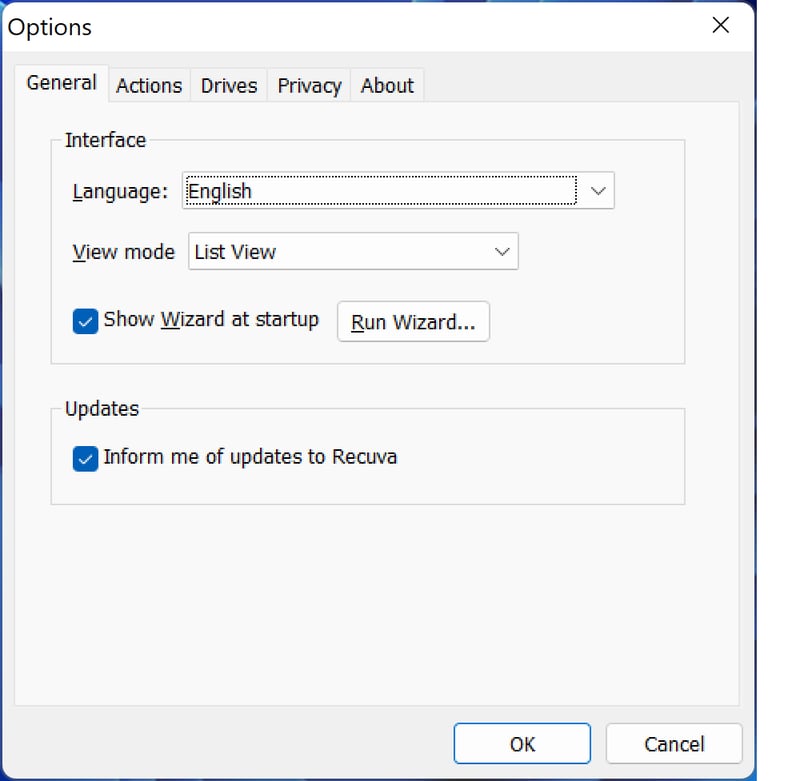 Options
General Actions Drives Privacy About
Interface
Language: English
View mode List View
Show Wizard at startup Run Wizard...
Updates
Inform me of updates to Recuva
OK Cancel